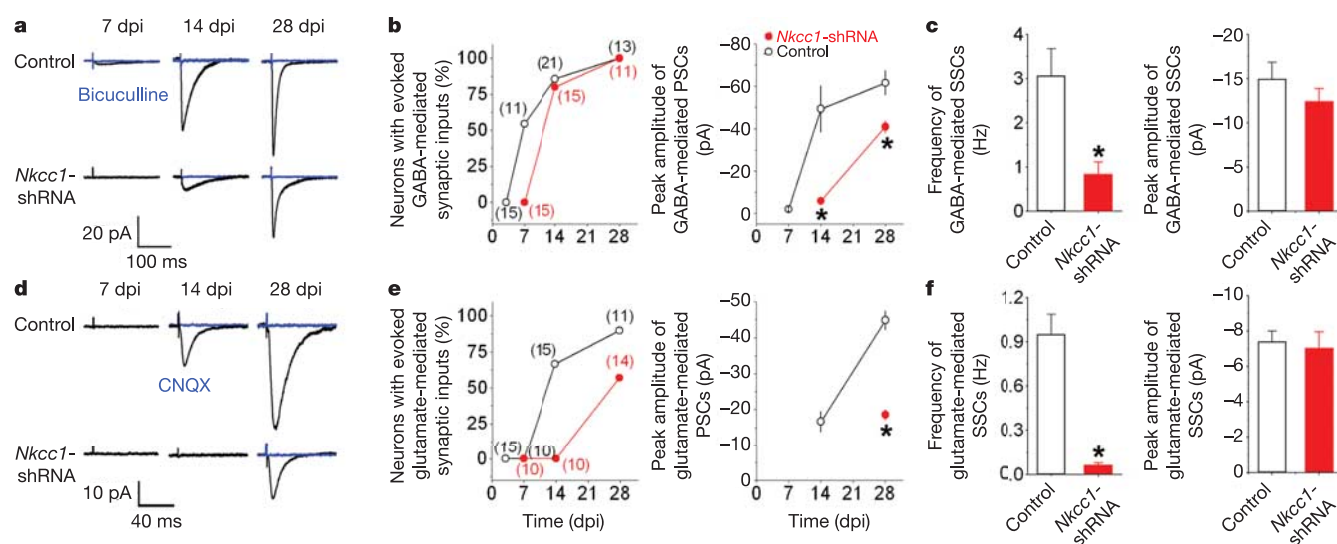 a
7 dpi 14 dpi 28 dpi
Control
Bicuculline
Nkcc1-
shRNA
20 pA
100 ms
b
Neurons with evoked
GABA-mediated
synaptic inputs (%)
100
75
50
25
0
(11)
(21)
(13)
(11)
(15)
(15)
(15)
0 7 14 21 28
Peak amplitude of
GABA-mediated PSCs
(pA)
Nkcc1-shRNA
Control
–80
–60
–40
–20
0
*
*
0 7 14 21 28
c
Frequency of
GABA-mediated SSCs
(Hz)
4
3
2
1
0
*
Control
Nkcc1-
shRNA
Peak amplitude of
GABA-mediated SSCs
(pA)
–20
–15
–10
–5
0
Control
Nkcc1-
shRNA
d
7 dpi 14 dpi 28 dpi
Control
CNQX
Nkcc1-
shRNA
10 pA
40 ms
e
Neurons with evoked
glutamate-mediated
synaptic inputs (%)
100
75
50
25
0
(15)
(11)
(14)
(15)
(10)
(10)
(10)
0 7 14 21 28
Time (dpi)
Peak amplitude of
glutamate-mediated
PSCs (pA)
–50
–40
–30
–20
–10
0
*
0 7 14 21 28
Time (dpi)
f
Frequency of
glutamate-mediated
SSCs (Hz)
1.2
0.9
0.6
0.3
0.0
*
Control
Nkcc1-
shRNA
Peak amplitude of
glutamate-mediated
SSCs (pA)
–10
–8
–6
–4
–2
0
Control
Nkcc1-
shRNA